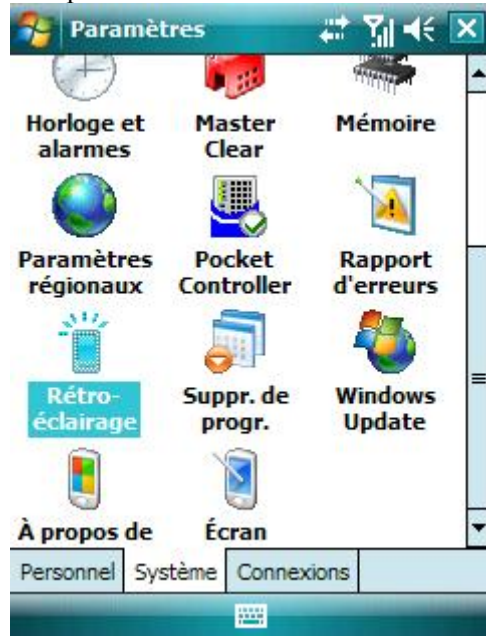 Paramètres
Horloge et alarmes
Master Clear
Mémoire
Paramètres régionaux
Pocket Controller
Rapport d'erreurs
Rétro-éclairage
Suppr. de progr.
Windows Update
À propos de
Écran
Personnel Système Connexions